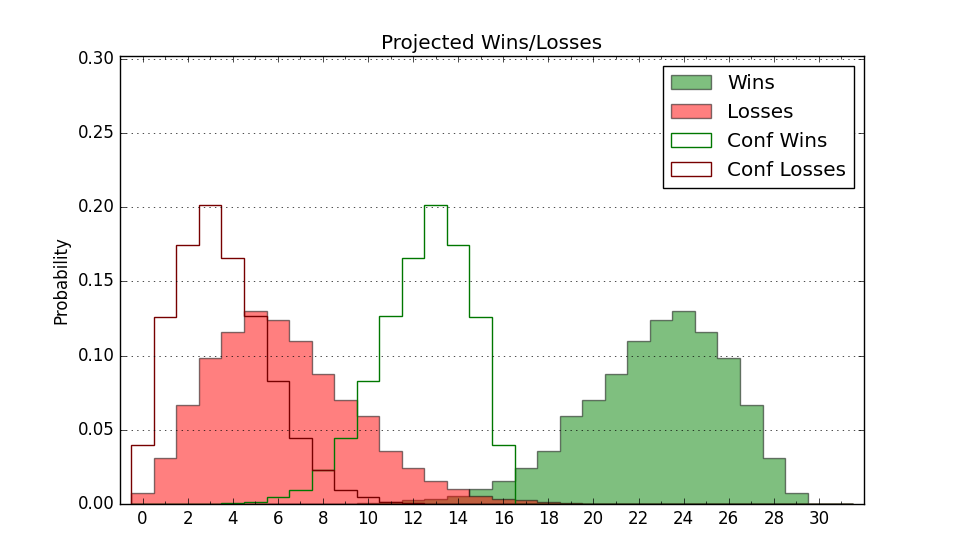 Projected Wins/Losses
0.30
0.25
0.20
0.15
0.10
0.05
0.00
Probability
Wins
Losses
Conf Wins
Conf Losses
0 2 4 6 8 10 12 14 16 18 20 22 24 26 28 30